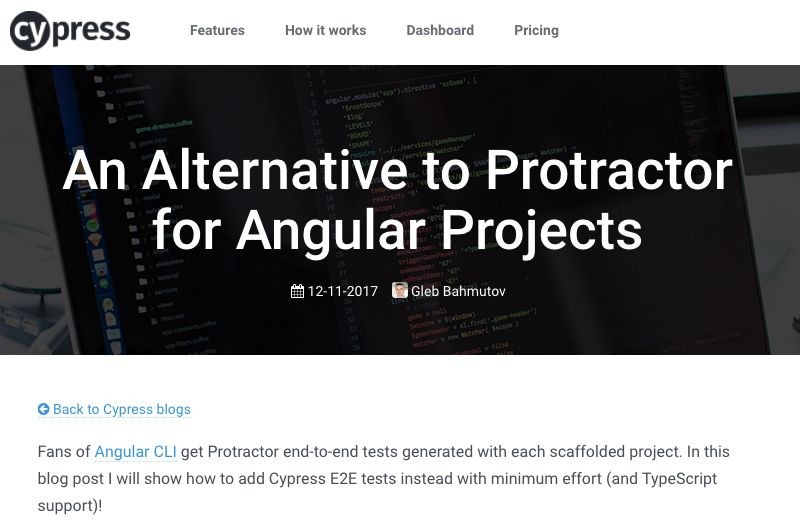 cypress
Features How it works Dashboard Pricing
An Alternative to Protractor
for Angular Projects
12-11-2017 Gleb Bahmutov
Back to Cypress blogs
Fans of Angular CLI get Protractor end-to-end tests generated with each scaffolded project. In this
blog post I will show how to add Cypress E2E tests instead with minimum effort (and TypeScript
support)!